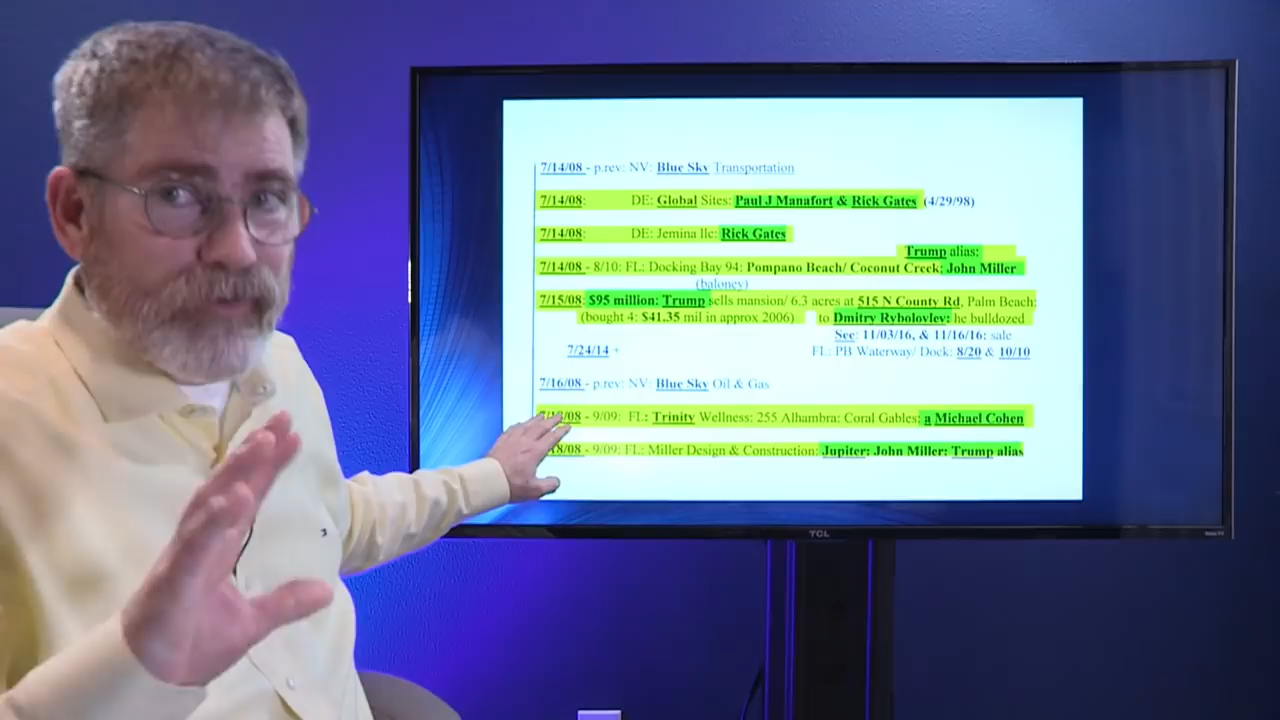 7/14/08 - p.rev: NV: Blue Sky Transportation
7/14/08: DE: Global Sites: Paul J Manafort & Rick Gates (4/29/98)
7/14/08: DE: Jemina llc: Rick Gates
Trump alias:
7/14/08 - 8/10: FL: Docking Bay 94: Pompano Beach/ Coconut Creek: John Miller
(baloney)
7/15/08: $95 million: Trump sells mansion/ 6.3 acres at 515 N County Rd, Palm Beach:
(bought 4: $41.35 mil in approx 2006) to Dmitry Rybolovlev: he bulldozed
See: 11/03/16, & 11/16/16: sale
7/24/14 + FL: PB Waterway/ Dock: 8/20 & 10/10
7/16/08 - p.rev: NV: Blue Sky Oil & Gas
- 9/09: FL: Trinity Wellness: 255 Alhambra: Coral Gables: a Michael Cohen
- 9/09: FL: Miller Design & Construction: Jupiter: John Miller: Trump alias
TCL